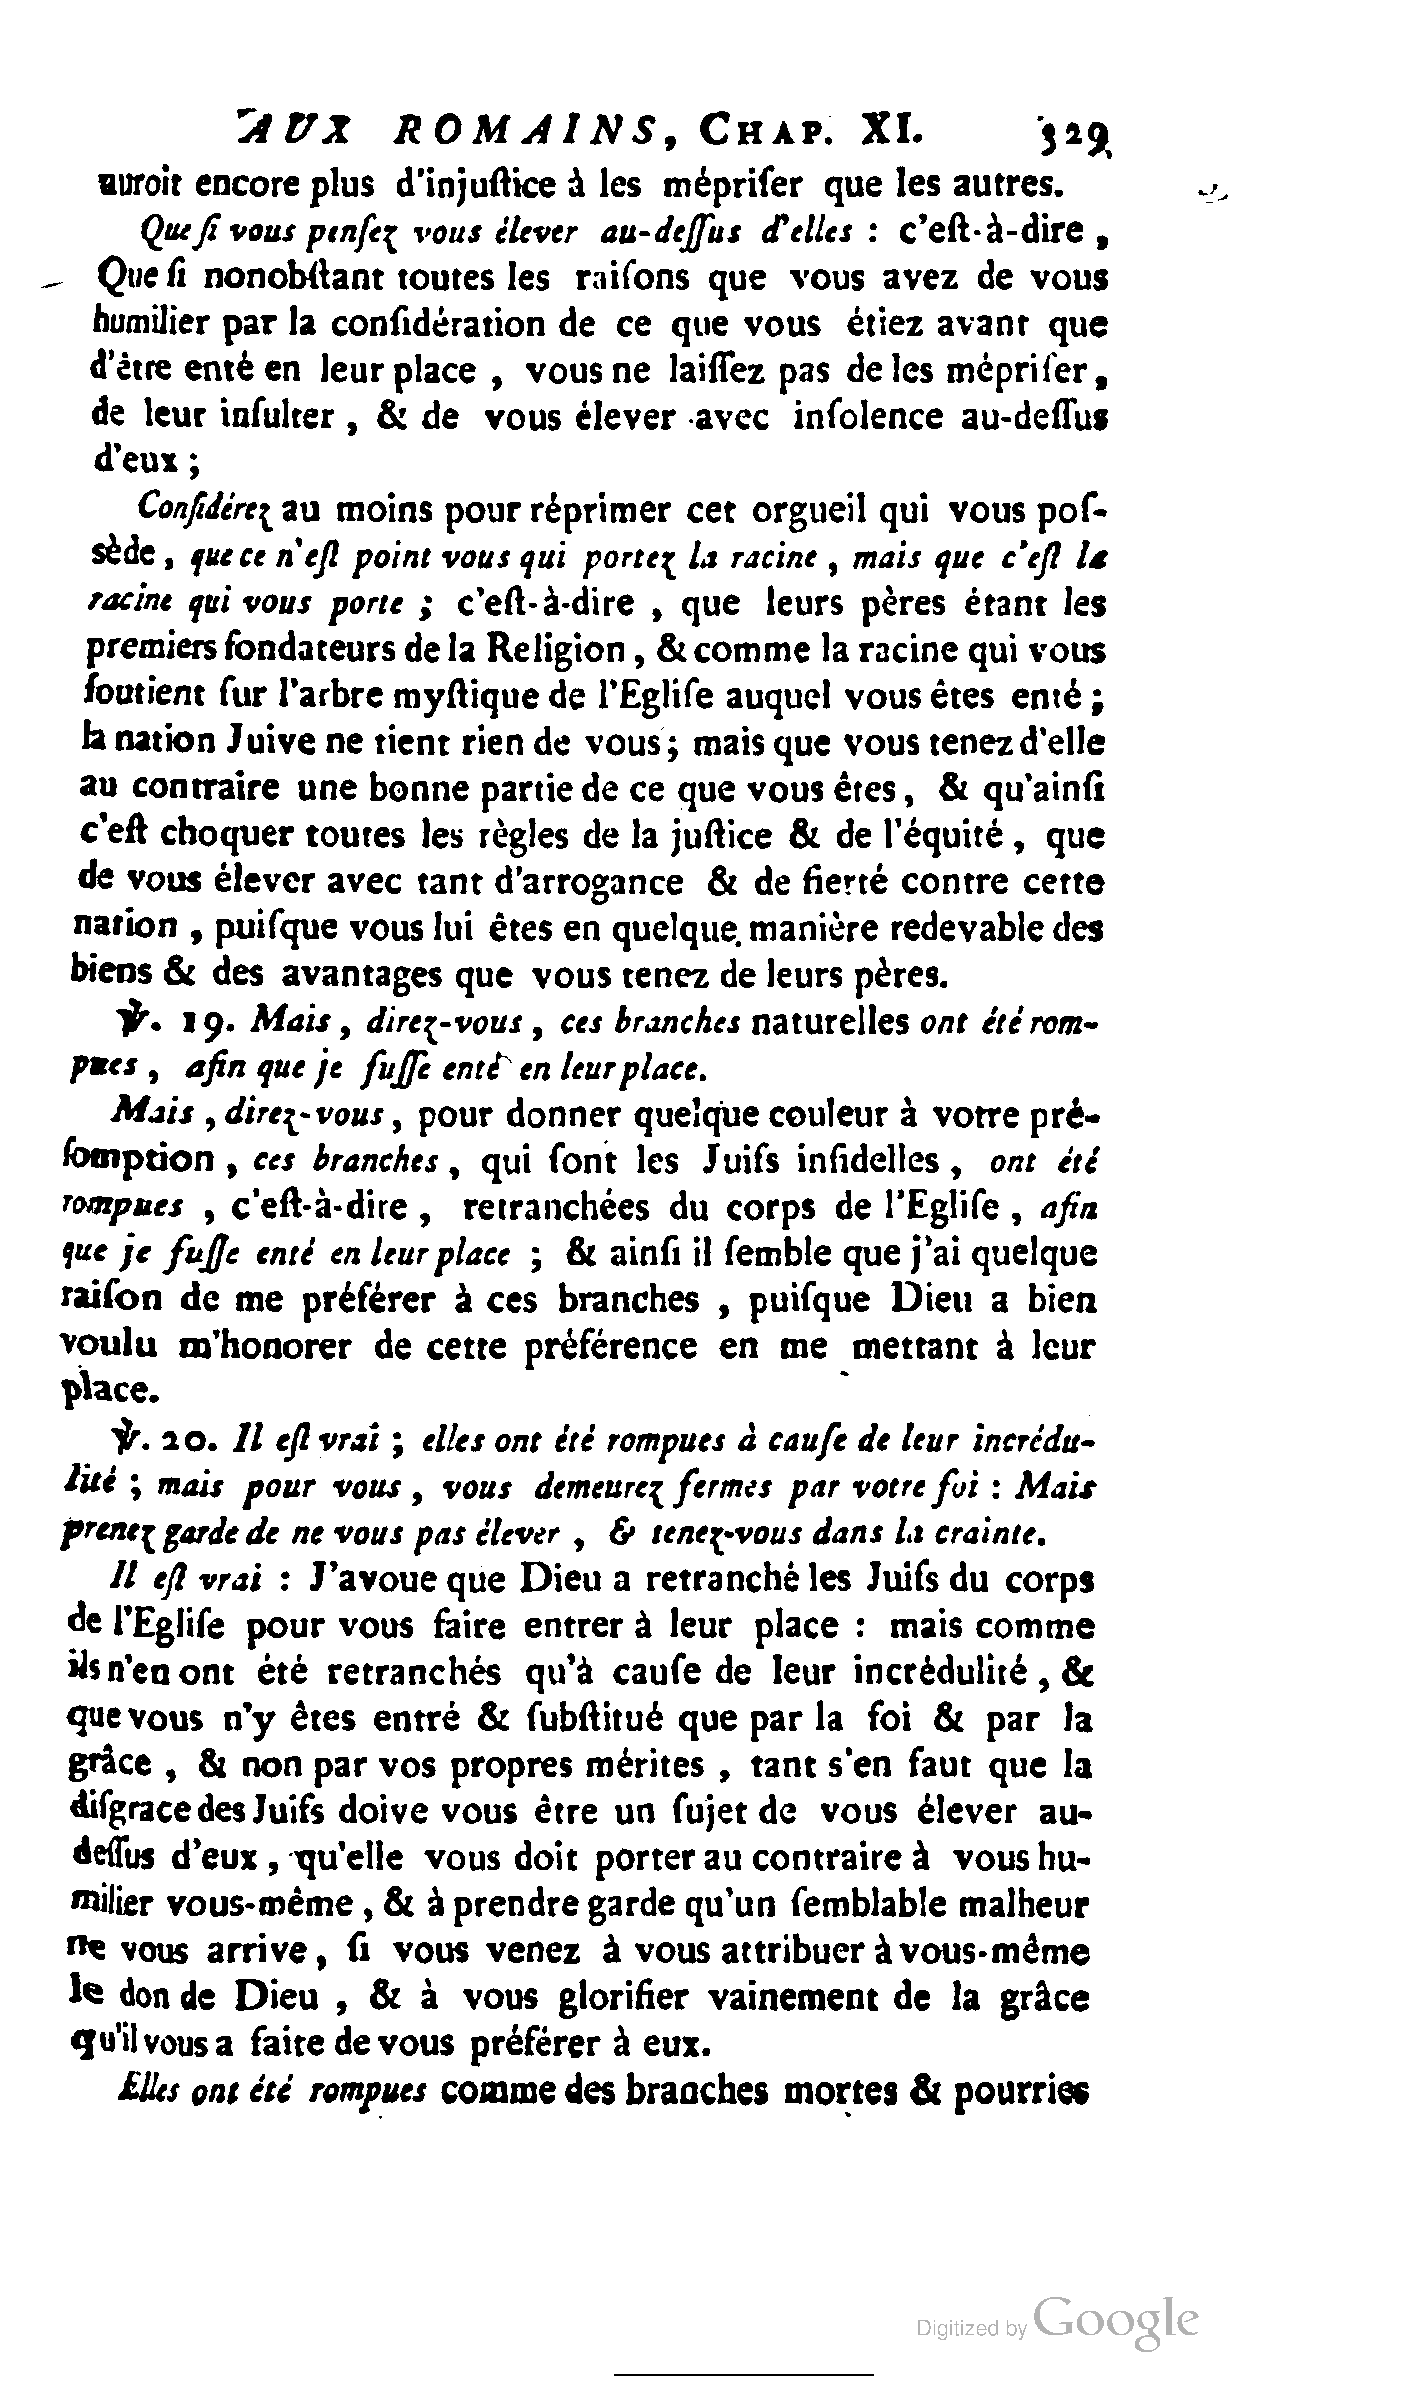 AUX ROMAINS, CHAP. XI. 329
auroit encore plus d'injuſtice à les mépriſer que les autres.
Que ſi vous penſez vous élever au-deſſus d'elles : c'eſt-à-dire ,
Que ſi nonobſtant toutes les raiſons que vous avez de vous
humilier par la conſidération de ce que vous étiez avant que
d'être enté en leur place , vous ne laiſſez pas de les mépriſer ,
de leur inſulter , & de vous élever avec inſolence au-deſſus
d'eux ;
Conſidérez au moins pour réprimer cet orgueil qui vous poſ-
sède , que ce n'eſt point vous qui portez la racine , mais que c'eſt la
racine qui vous porte ; c'eſt-à-dire , que leurs pères étant les
premiers fondateurs de la Religion , & comme la racine qui vous
ſoutient ſur l'arbre myſtique de l'Egliſe auquel vous êtes enté ;
la nation Juive ne tient rien de vous ; mais que vous tenez d'elle
au contraire une bonne partie de ce que vous êtes , & qu'ainſi
c'eſt choquer toutes les règles de la juſtice & de l'équité , que
de vous élever avec tant d'arrogance & de fierté contre cette
nation , puiſque vous lui êtes en quelque manière redevable des
biens & des avantages que vous tenez de leurs pères.
℣. 19. Mais , direz-vous , ces branches naturelles ont été rom-
pues , afin que je fuſſe enté en leur place.
Mais , direz-vous , pour donner quelque couleur à votre pré-
ſomption , ces branches , qui ſont les Juifs infidelles , ont été
rompues , c'eſt-à-dire , retranchées du corps de l'Egliſe , afin
que je fuſſe enté en leur place ; & ainſi il ſemble que j'ai quelque
raiſon de me préférer à ces branches , puiſque Dieu a bien
voulu m'honorer de cette préférence en me mettant à leur
place.
℣. 20. Il eſt vrai ; elles ont été rompues à cauſe de leur incrédu-
lité ; mais pour vous , vous demeurez fermes par votre foi : Mais
prenez garde de ne vous pas élever , & tenez-vous dans la crainte.
Il eſt vrai : J'avoue que Dieu a retranché les Juifs du corps
de l'Egliſe pour vous faire entrer à leur place : mais comme
ils n'en ont été retranchés qu'à cauſe de leur incrédulité , &
que vous n'y êtes entré & ſubſtitué que par la foi & par la
grâce , & non par vos propres mérites , tant s'en faut que la
diſgrace des Juifs doive vous être un ſujet de vous élever au-
deſſus d'eux , qu'elle vous doit porter au contraire à vous hu-
milier vous-même , & à prendre garde qu'un ſemblable malheur
ne vous arrive , ſi vous venez à vous attribuer à vous-même
le don de Dieu , & à vous glorifier vainement de la grâce
qu'il vous a faite de vous préférer à eux.
Elles ont été rompues comme des branches mortes & pourries
Digitized by Google